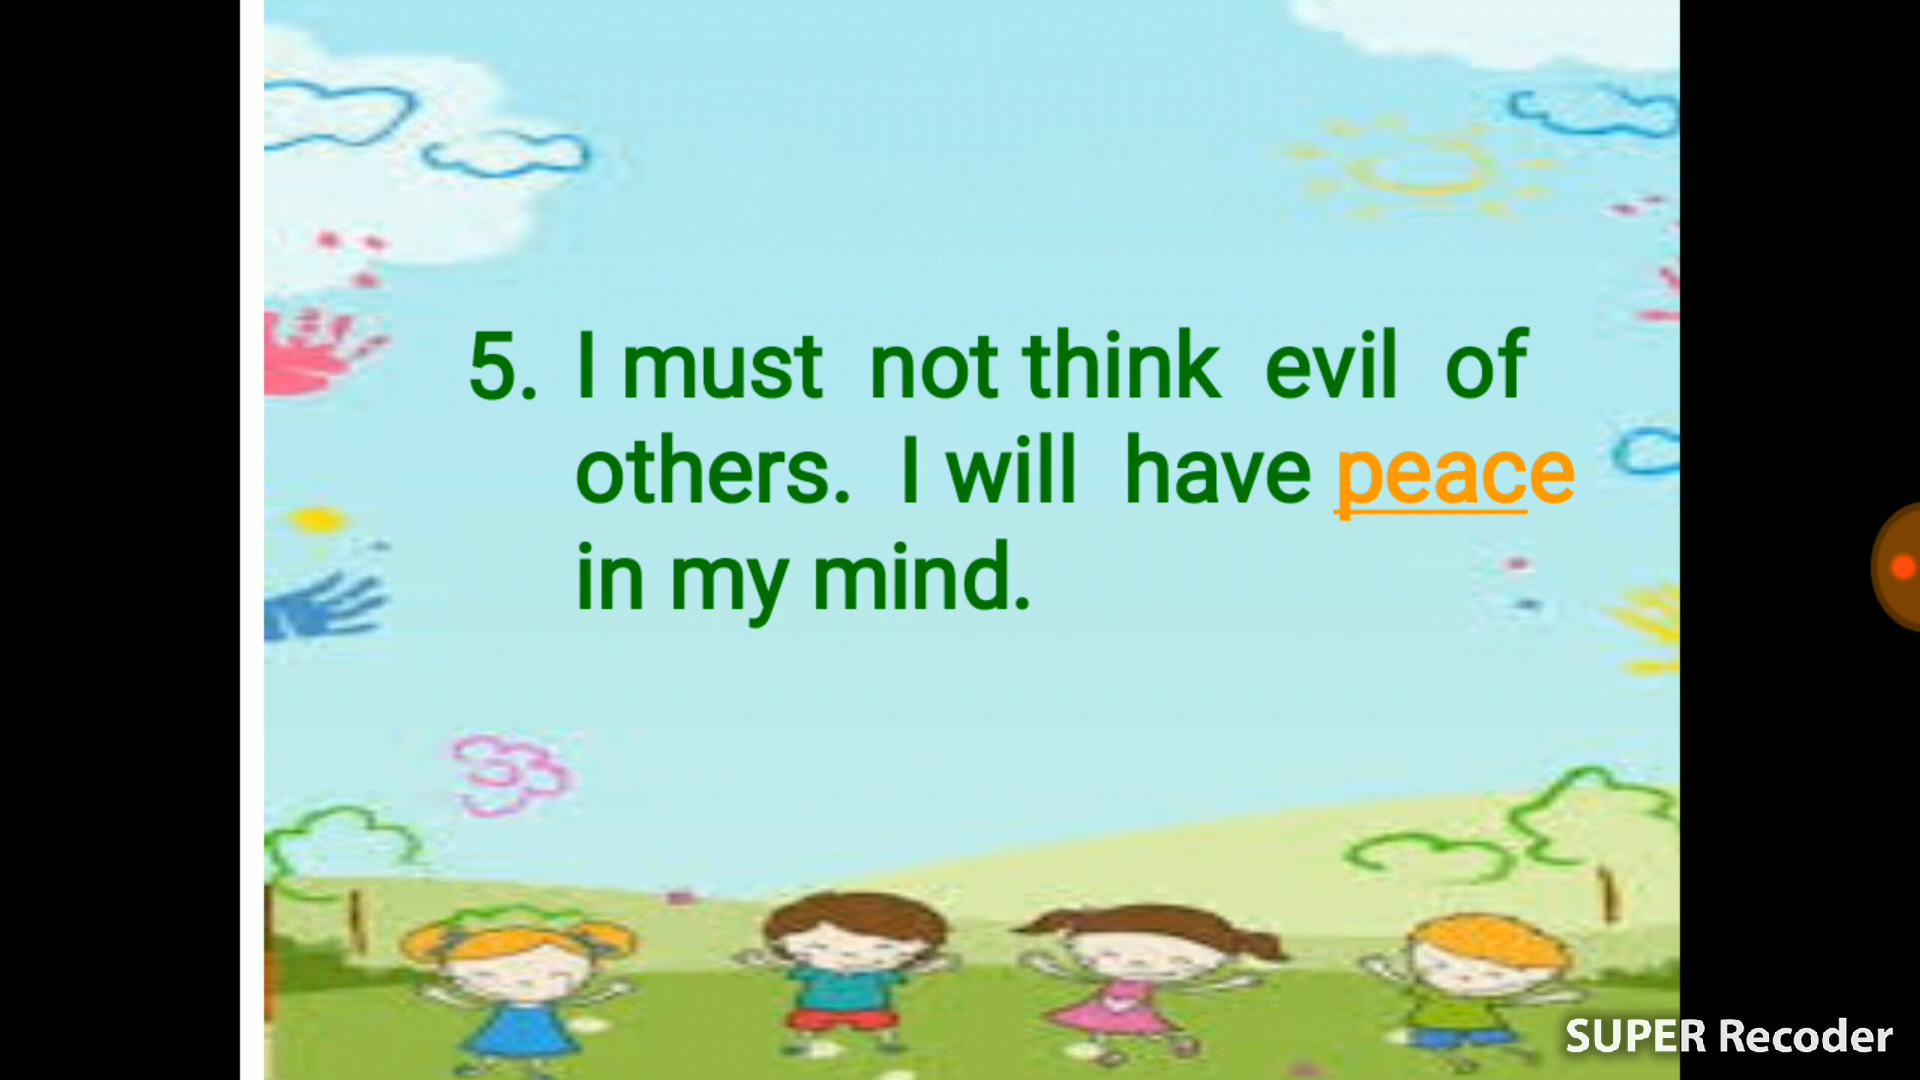 5. I must not think evil of
others. I will have peace
in my mind.
SUPER Recoder